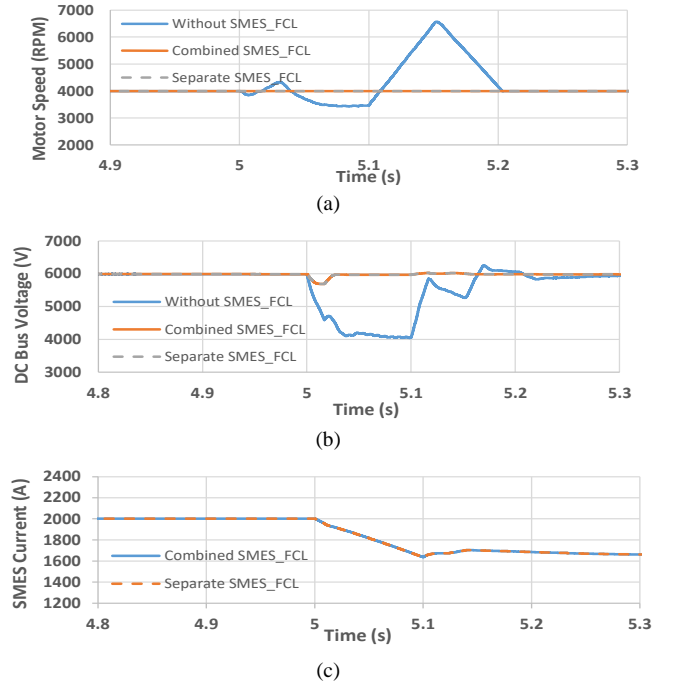 7000
6000
5000
4000
3000
2000
Motor Speed (RPM)
Without SMES_FCL
Combined SMES_FCL
Separate SMES_FCL
4.9
5
5.1
5.2
5.3
Time (s)
(a)
7000
6000
5000
4000
3000
DC Bus Voltage (V)
Without SMES_FCL
Combined SMES_FCL
Separate SMES_FCL
4.8
4.9
5
5.1
5.2
5.3
Time (s)
(b)
2400
2200
2000
1800
1600
1400
1200
SMES Current (A)
Combined SMES_FCL
Separate SMES_FCL
4.8
4.9
5
5.1
5.2
5.3
Time (s)
(c)